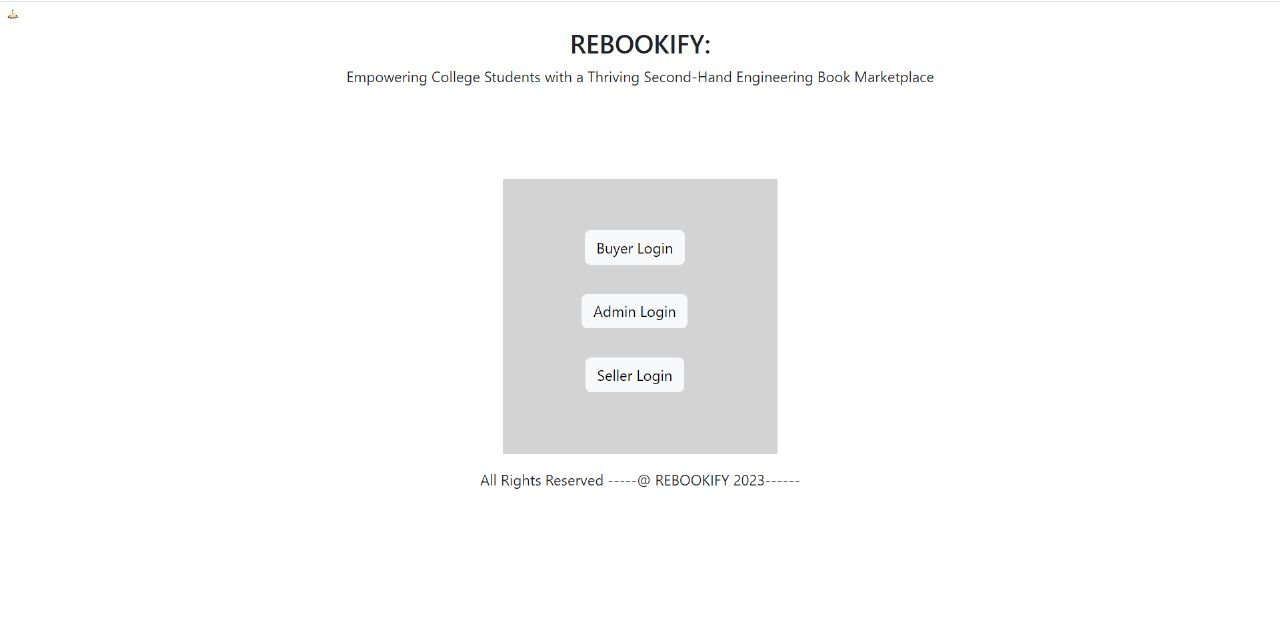 REBOOKIFY:
Empowering College Students with a Thriving Second-Hand Engineering Book Marketplace
Buyer Login
Admin Login
Seller Login
All Rights Reserved -----@ REBOOKIFY 2023------